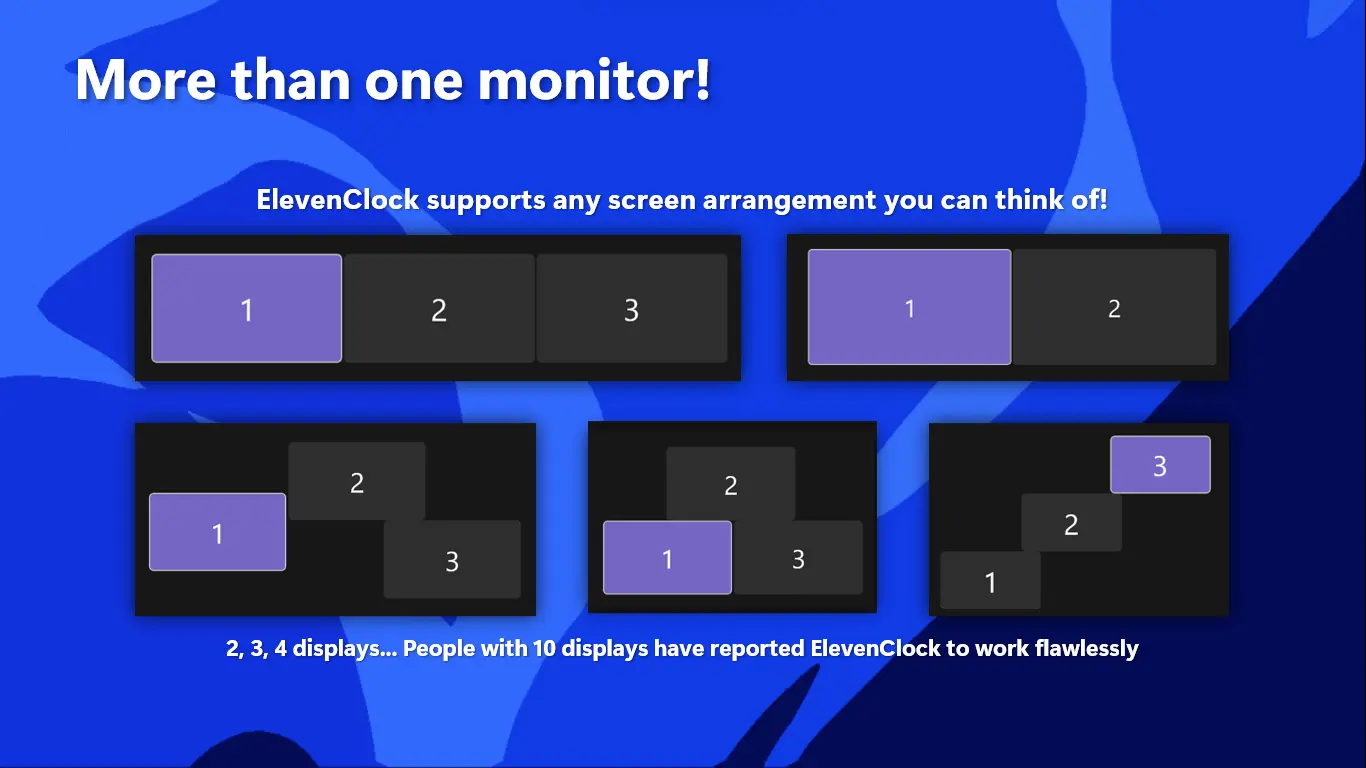 More than one monitor!
ElevenClock supports any screen arrangement you can think of!
1 2 3
1 2
2
1
3
2
1 3
3
2
1
2, 3, 4 displays... People with 10 displays have reported ElevenClock to work flawlessly